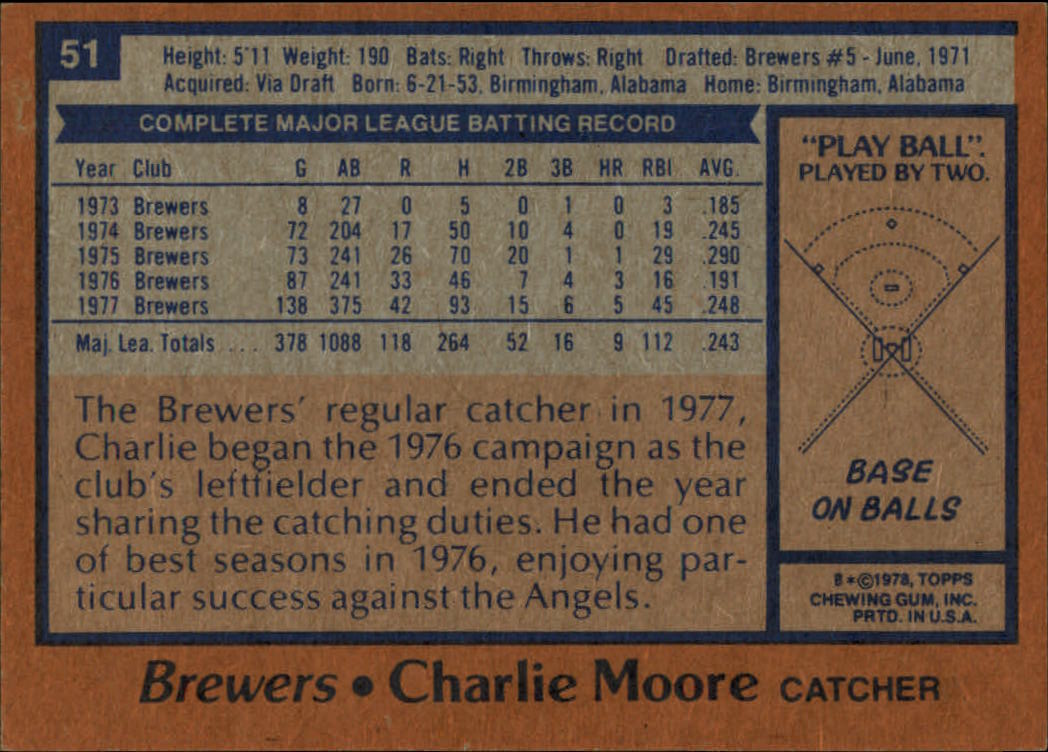 51
Height: 5'11 Weight: 190 Bats: Right Throws: Right Drafted: Brewers #5 - June, 1971
Acquired: Via Draft Born: 6-21-53, Birmingham, Alabama Home: Birmingham, Alabama
COMPLETE MAJOR LEAGUE BATTING RECORD
Year Club G AB R H 2B 3B HR RBI AVG.
1973 Brewers 8 27 0 5 0 1 0 3 .185
1974 Brewers 72 204 17 50 10 4 0 19 .245
1975 Brewers 73 241 26 70 20 1 1 29 .290
1976 Brewers 87 241 33 46 7 4 3 16 .191
1977 Brewers 138 375 42 93 15 6 5 45 .248
Maj. Lea. Totals .... 378 1088 118 264 52 16 9 112 .243
The Brewers' regular catcher in 1977,
Charlie began the 1976 campaign as the
club's leftfielder and ended the year
sharing the catching duties. He had one
of best seasons in 1976, enjoying par-
ticular success against the Angels.
"PLAY BALL".
PLAYED BY TWO.
BASE
ON BALLS
B*©1978, TOPPS
CHEWING GUM, INC.
PRTD. IN U.S.A.
Brewers • Charlie Moore CATCHER